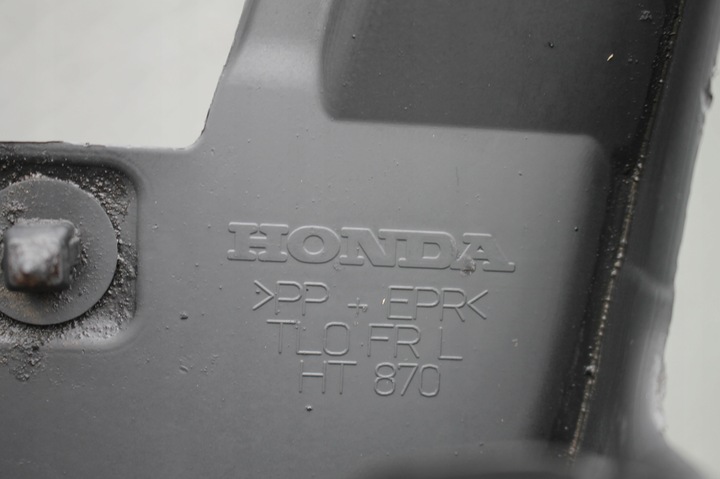 HONDA
>PP + EPR<
TL0 FR L
HT 870